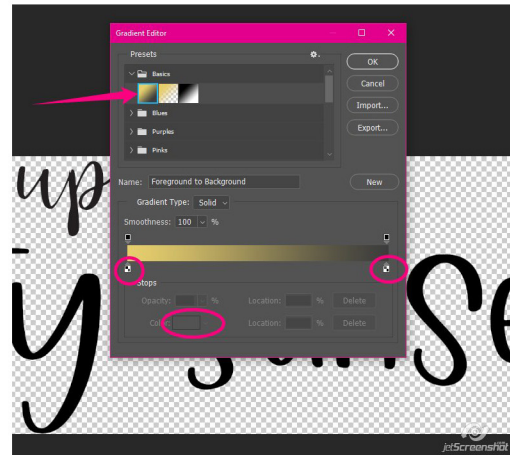 Gradient Editor
Presets
OK
Basics
Cancel
Import...
Blues
Export...
Purples
Pinks
up
Name: Foreground to Background
New
Gradient Type: Solid
Smoothness: 100 %
Stops
Opacity: % Location: % Delete
Color: Location: % Delete
jetScreenshot